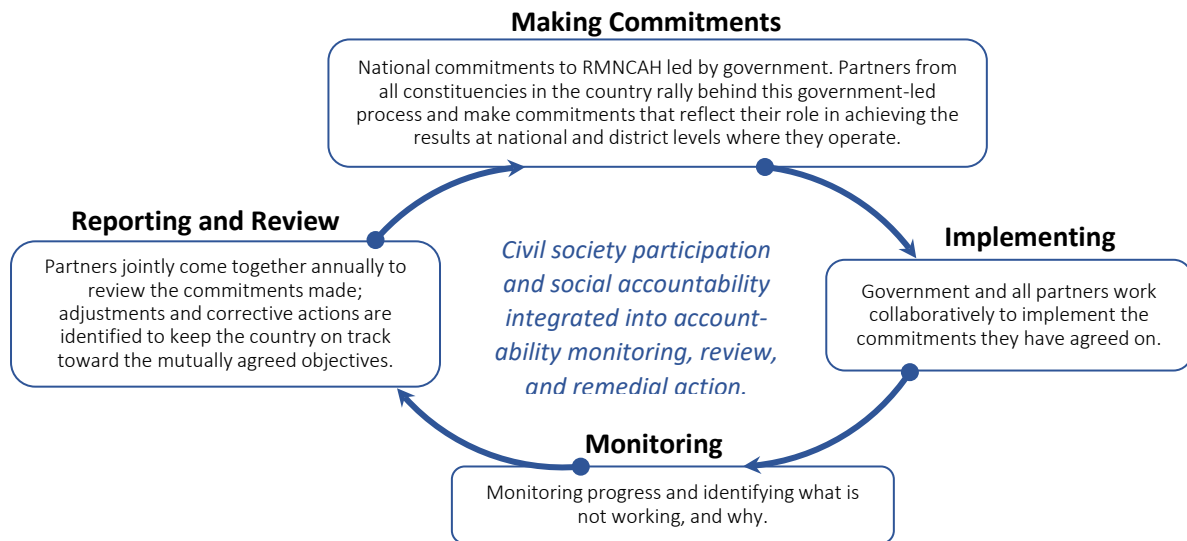 Making Commitments
National commitments to RMNCAH led by government. Partners from
all constituencies in the country rally behind this government-led
process and make commitments that reflect their role in achieving the
results at national and district levels where they operate.
Reporting and Review
Partners jointly come together annually to
review the commitments made;
adjustments and corrective actions are
identified to keep the country on track
toward the mutually agreed objectives.
Civil society participation
and social accountability
integrated into account-
ability monitoring, review,
and remedial action.
Implementing
Government and all partners work
collaboratively to implement the
commitments they have agreed on.
Monitoring
Monitoring progress and identifying what is
not working, and why.